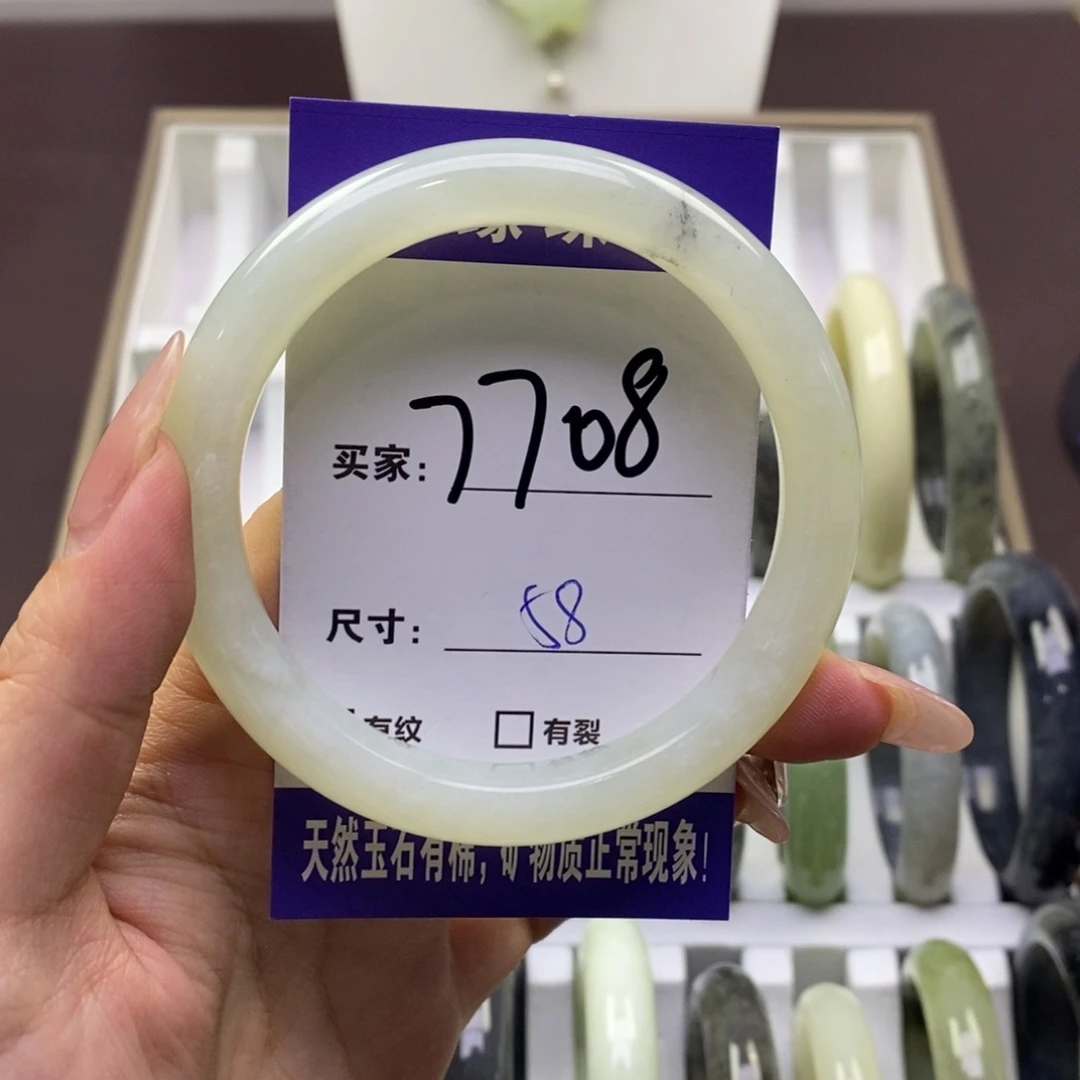 买家: 7708
尺寸: 58
有纹 □ 有裂
天然玉石有棉, 矿物质正常现象!